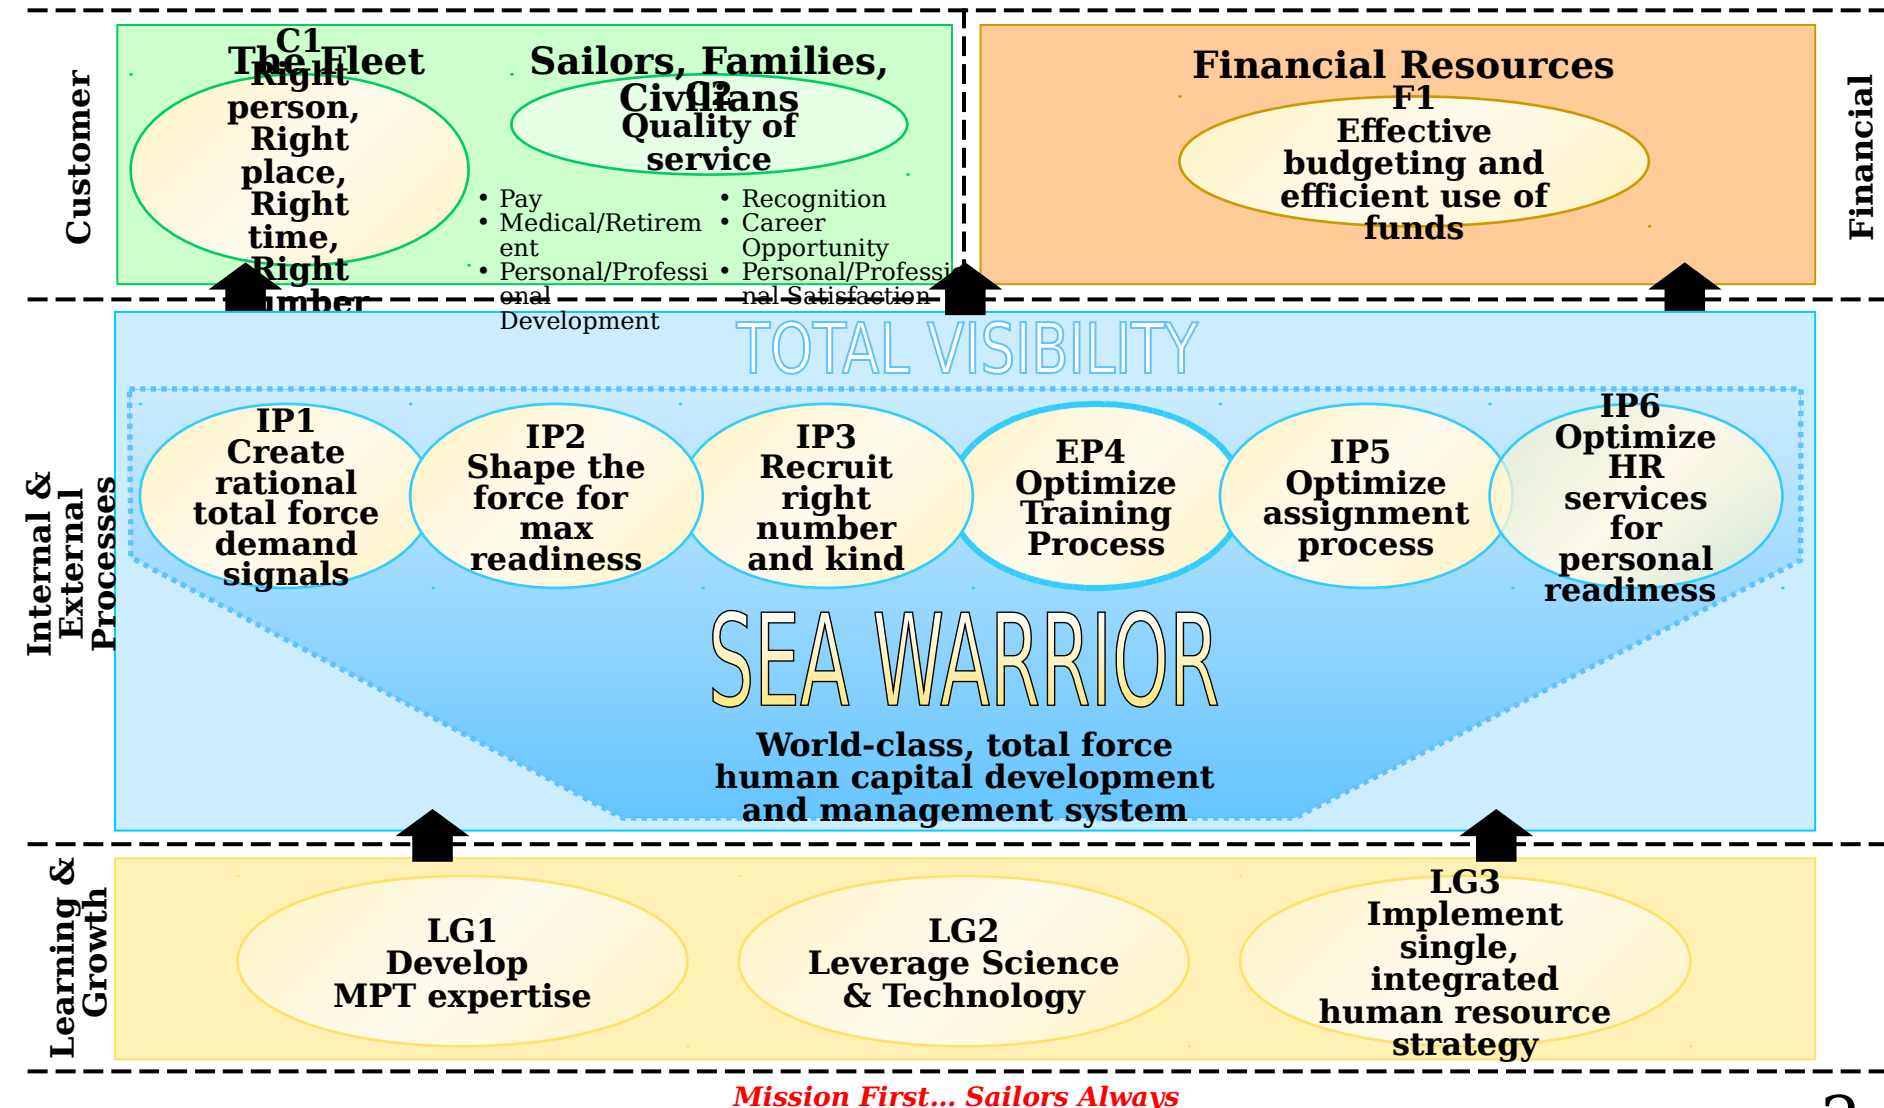 Customer
The Fleet
C1
Right
person,
Right
place,
Right
time,
Right
number
Sailors, Families,
Civilians
C2
Quality of
service
• Pay
• Medical/Retirem
ent
• Personal/Professi
onal
Development
• Recognition
• Career
Opportunity
• Personal/Professio
nal Satisfaction
Financial Resources
F1
Effective
budgeting and
efficient use of
funds
Financial
Internal &
External
Processes
TOTAL VISIBILITY
IP1
Create
rational
total force
demand
signals
IP2
Shape the
force for
max
readiness
IP3
Recruit
right
number
and kind
EP4
Optimize
Training
Process
IP5
Optimize
assignment
process
IP6
Optimize
HR
services
for
personal
readiness
SEA WARRIOR
World-class, total force
human capital development
and management system
Learning &
Growth
LG1
Develop
MPT expertise
LG2
Leverage Science
& Technology
LG3
Implement
single,
integrated
human resource
strategy
Mission First... Sailors Always